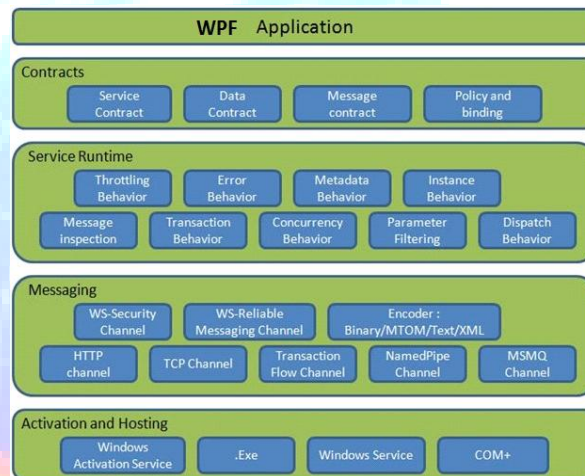 WPF Application
Contracts
Service
Contract
Data
Contract
Message
contract
Policy and
binding
Service Runtime
Throttling
Behavior
Error
Behavior
Metadata
Behavior
Instance
Behavior
Message
inspection
Transaction
Behavior
Concurrency
Behavior
Parameter
Filtering
Dispatch
Behavior
Messaging
WS-Security
Channel
WS-Reliable
Messaging Channel
Encoder :
Binary/MTOM/Text/XML
HTTP
channel
TCP Channel
Transaction
Flow Channel
NamedPipe
Channel
MSMQ
Channel
Activation and Hosting
Windows
Activation Service
.Exe
Windows Service
COM+